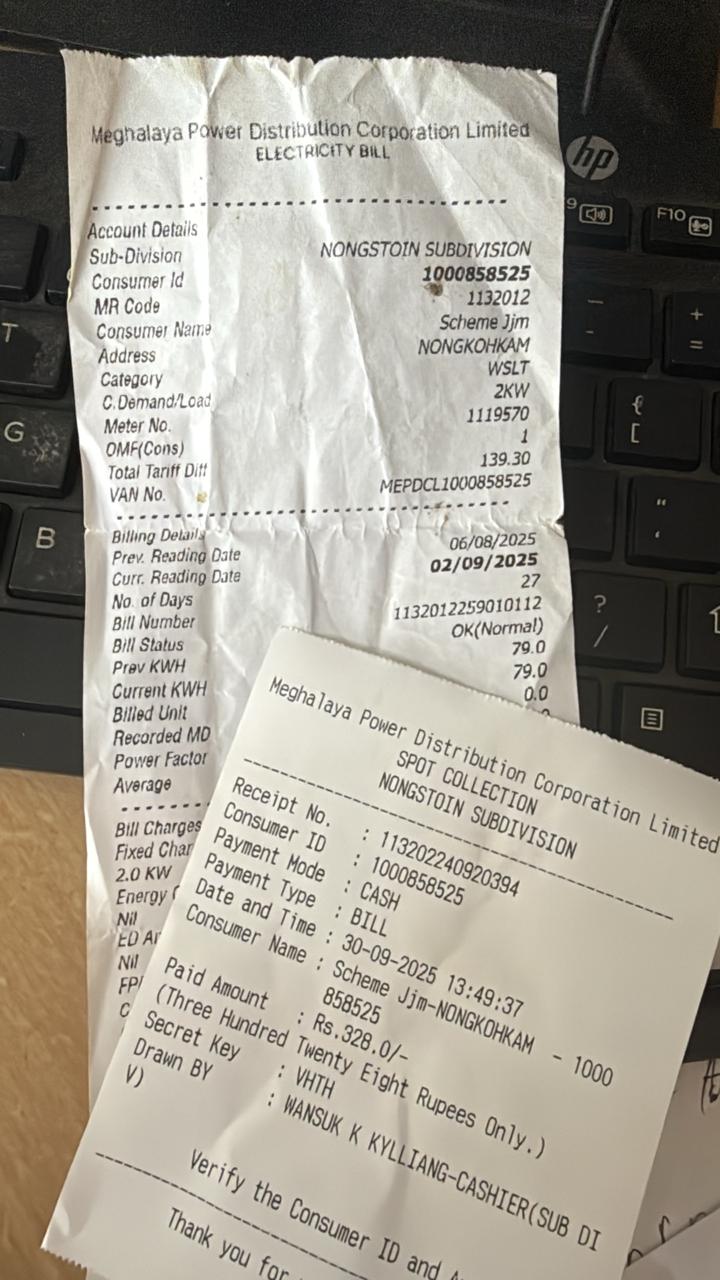 Meghalaya Power Distribution Corporation Limited
ELECTRICITY BILL
Account Details
Sub-Division NONGSTOIN SUBDIVISION
Consumer Id 1000858525
MR Code 1132012
Consumer Name Scheme Jjm
Address NONGKOHKAM
Category WSLT
C.Demand/Load 2KW
Meter No. 1119570
OMF(Cons) 1
Total Tariff Diff 139.30
VAN No. MEPDCL1000858525
Billing Details
Prev. Reading Date 06/08/2025
Curr. Reading Date 02/09/2025
No. of Days 27
Bill Number 1132012259010112
Bill Status OK(Normal)
Prev KWH 79.0
Current KWH 79.0
Billed Unit 0.0
Recorded MD
Power Factor
Average
Bill Charges
Fixed Char
2.0 KW
Energy
Nil
ED
Nil
Meghalaya Power Distribution Corporation Limited
SPOT COLLECTION
NONGSTOIN SUBDIVISION
Receipt No. : 113202240920394
Consumer ID : 1000858525
Payment Mode : CASH
Payment Type : BILL
Date and Time : 30-09-2025 13:49:37
Consumer Name : Scheme Jjm-NONGKOHKAM - 1000
858525
Paid Amount : Rs.328.0/-
(Three Hundred Twenty Eight Rupees Only.)
Secret Key : VHTH
Drawn BY : WANSUK K KYLLIANG-CASHIER(SUB DI
V)
Verify the Consumer ID and
Thank you for
hp
9
F10
T
G
B
-
+
=
{
[
"
'
?
/